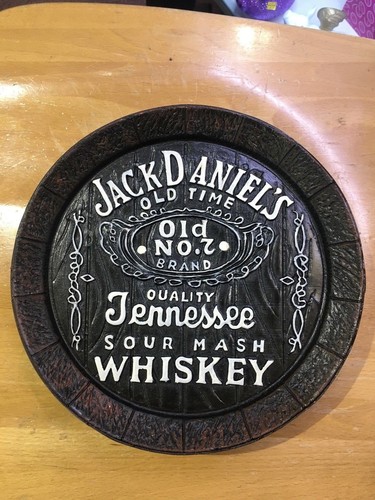 JACK DANIEL'S
OLD TIME
Old
NO.7
BRAND
QUALITY
Tennessee
SOUR MASH
WHISKEY